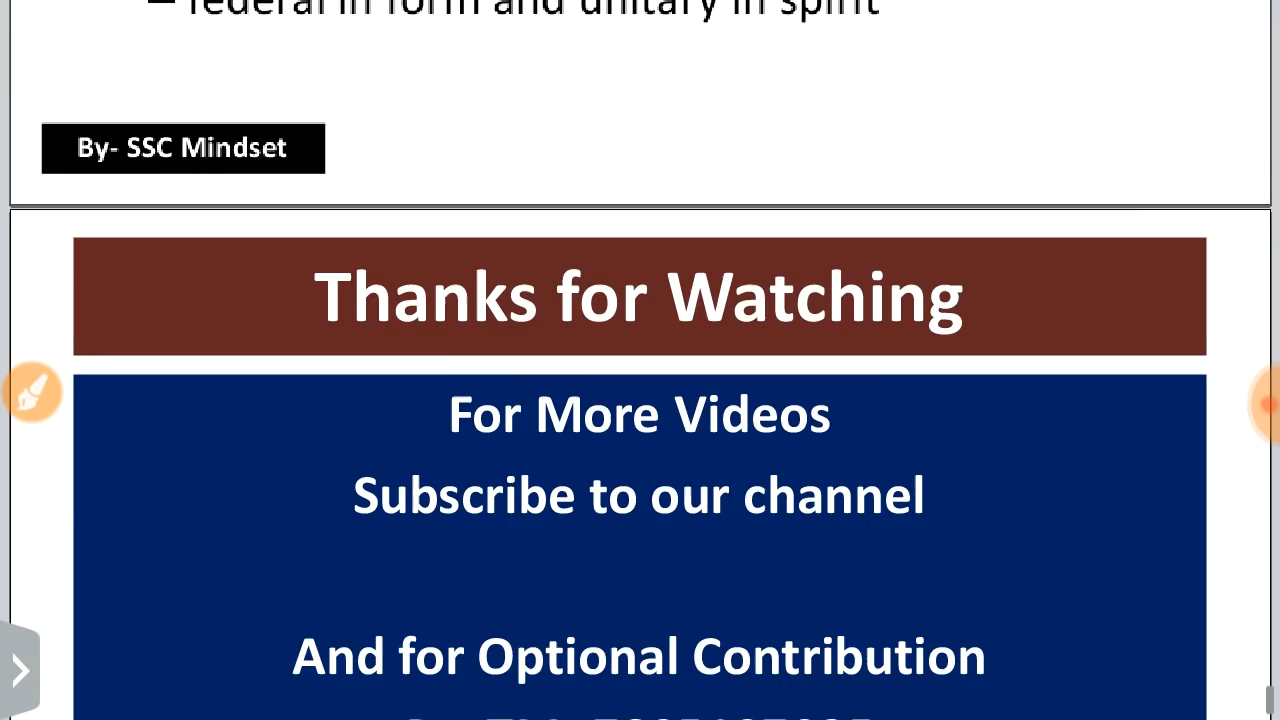 – federal in form and unitary in spirit
By- SSC Mindset
Thanks for Watching
For More Videos
Subscribe to our channel
And for Optional Contribution